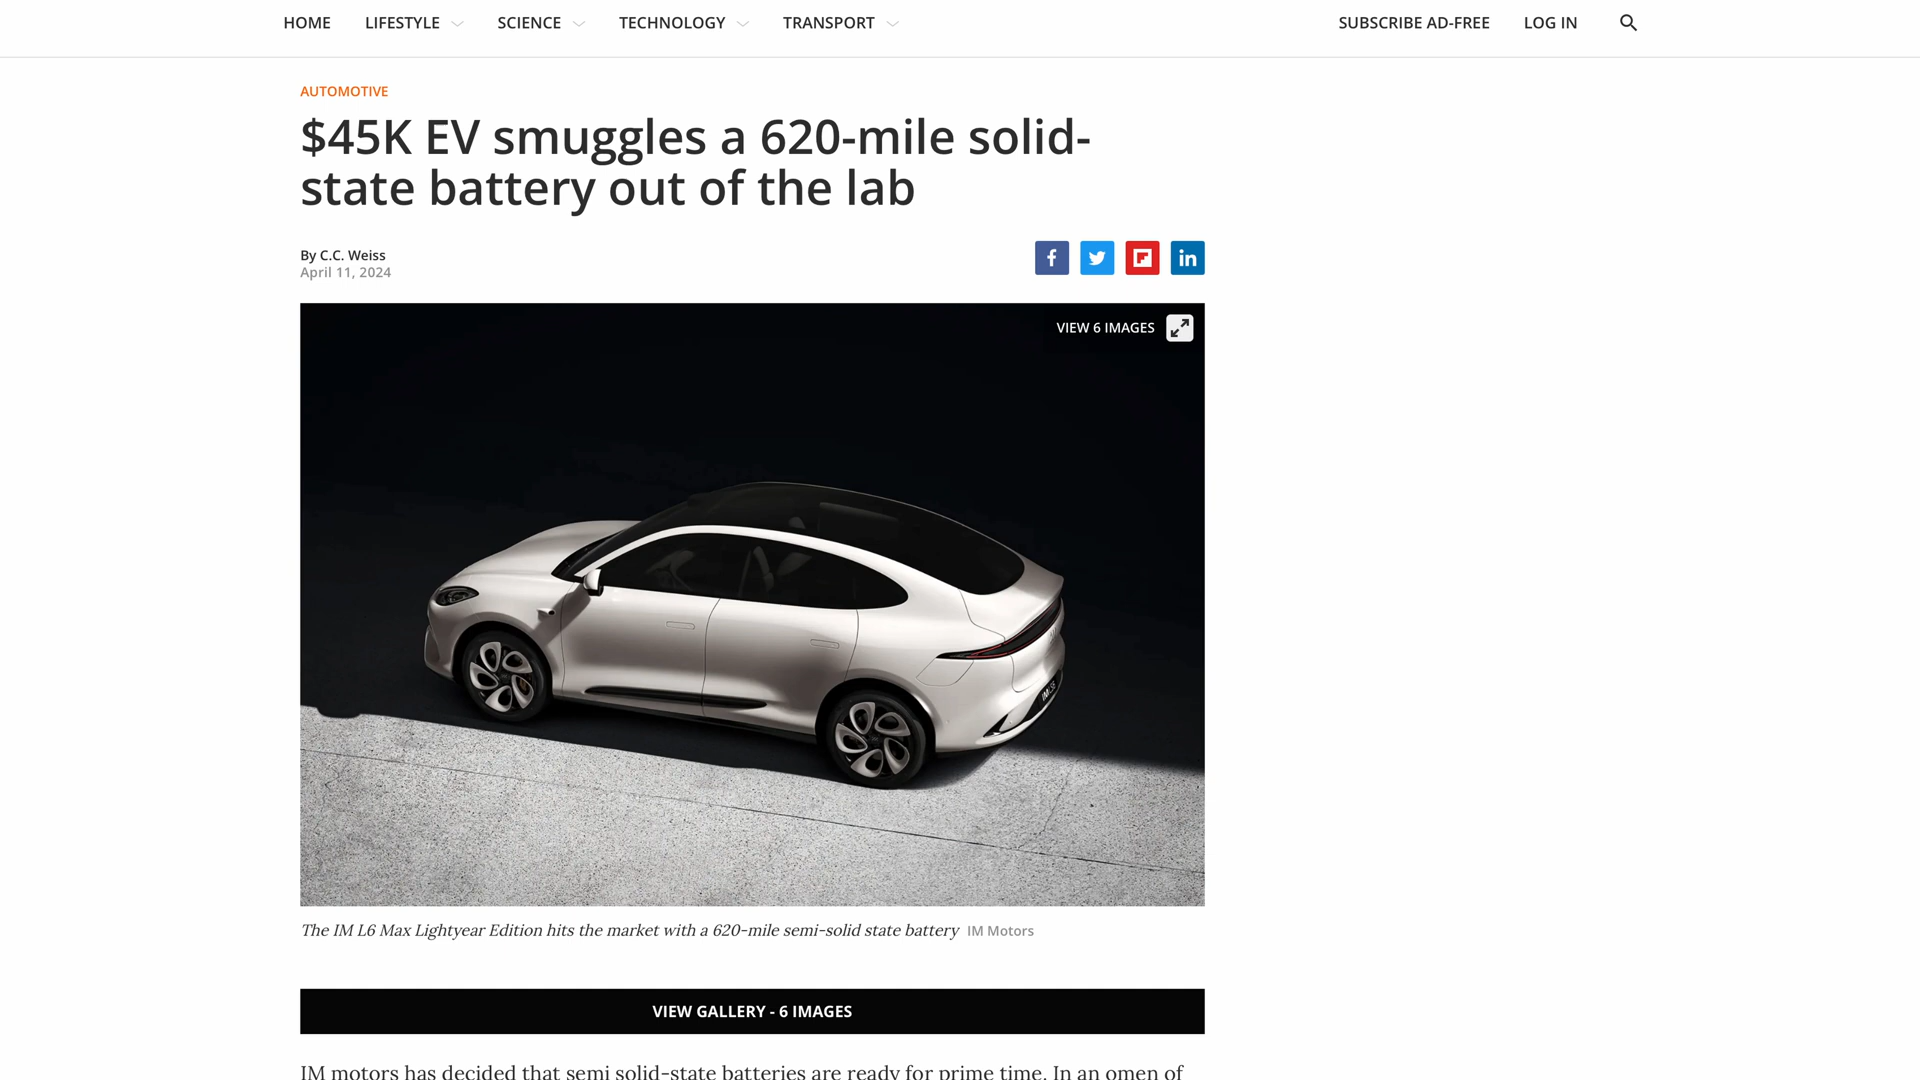 HOME LIFESTYLE SCIENCE TECHNOLOGY TRANSPORT SUBSCRIBE AD-FREE LOG IN
AUTOMOTIVE
$45K EV smuggles a 620-mile solid-
state battery out of the lab
By C.C. Weiss
April 11, 2024
VIEW 6 IMAGES
The IM L6 Max Lightyear Edition hits the market with a 620-mile semi-solid state battery IM Motors
VIEW GALLERY - 6 IMAGES
IM motors has decided that semi solid-state batteries are ready for prime time. In an omen of